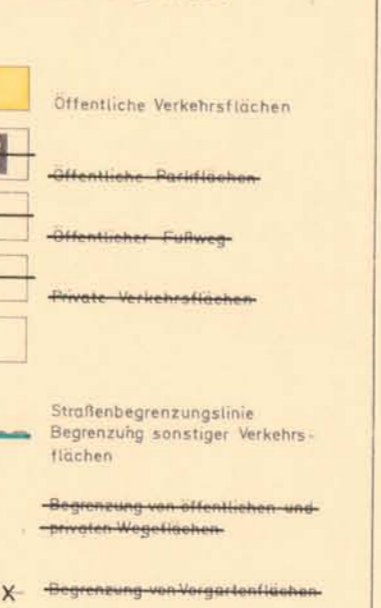 Öffentliche Verkehrsflächen
Öffentliche Parkflächen
Öffentlicher Fußweg
Private Verkehrsflächen
Straßenbegrenzungslinie
Begrenzung sonstiger Verkehrs-
flächen
Begrenzung von öffentlichen und
privaten Wegeflächen
X Begrenzung von Vorgartenflächen